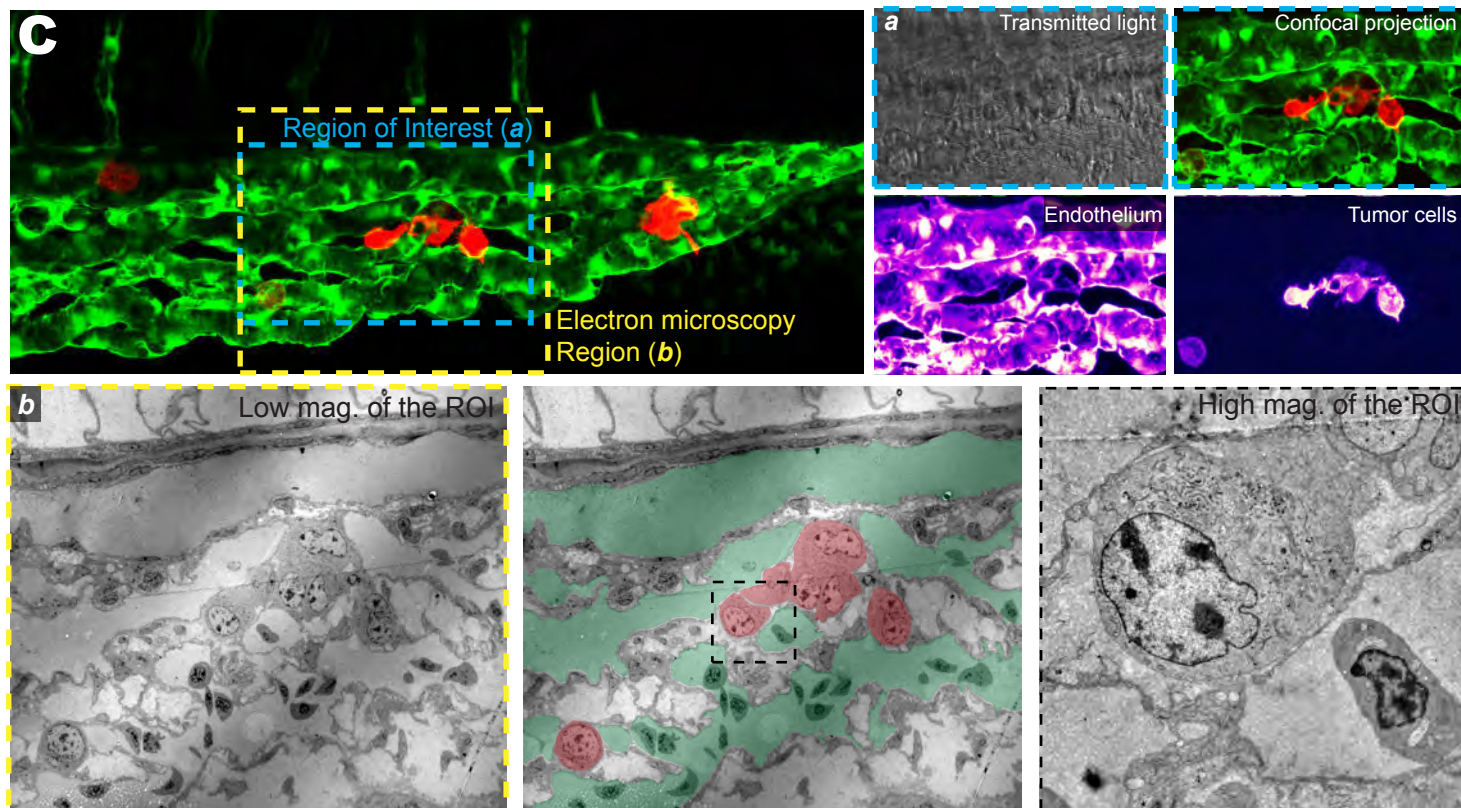 C
Region of Interest (a)
Electron microscopy
Region (b)
a
Transmitted light
Confocal projection
Endothelium
Tumor cells
b
Low mag. of the ROI
High mag. of the ROI